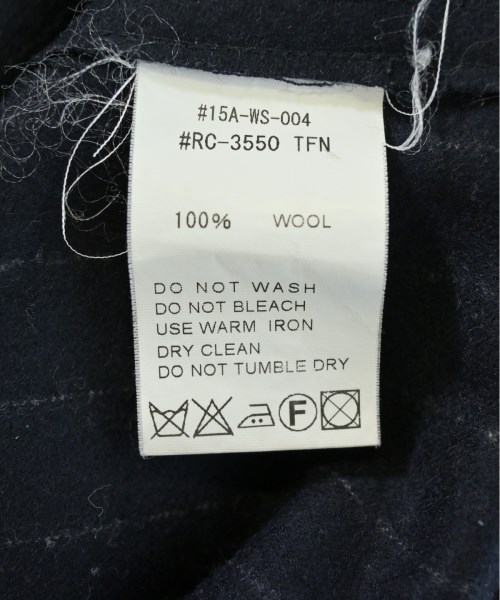 #15A-WS-004
#RC-3550 TFN
100% WOOL
DO NOT WASH
DO NOT BLEACH
USE WARM IRON
DRY CLEAN
DO NOT TUMBLE DRY
F